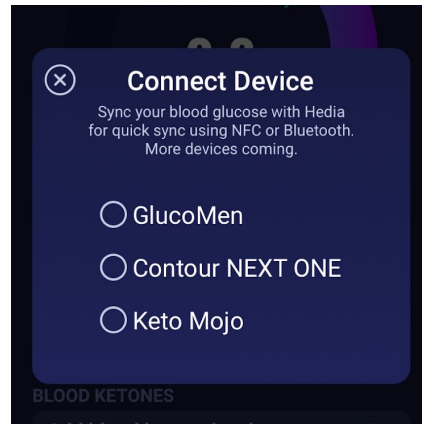 Connect Device
Sync your blood glucose with Hedia
for quick sync using NFC or Bluetooth.
More devices coming.
GlucoMen
Contour NEXT ONE
Keto Mojo
BLOOD KETONES